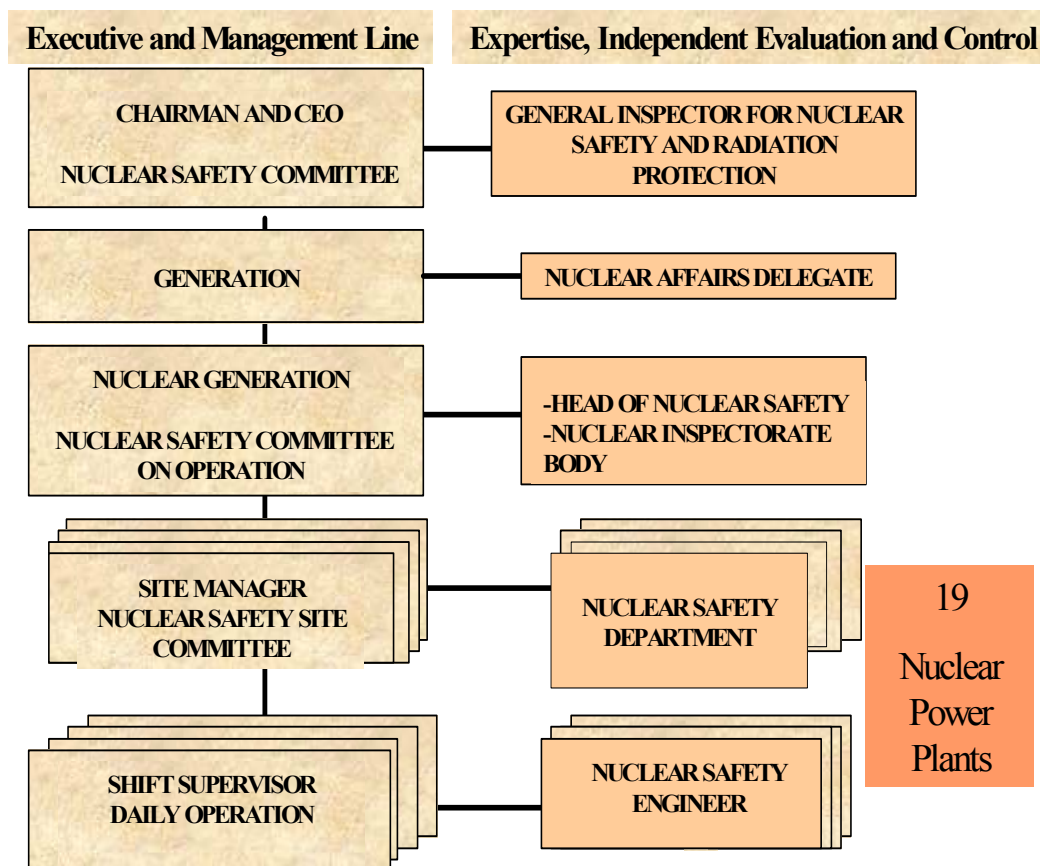 Executive and Management Line
Expertise, Independent Evaluation and Control
CHAIRMAN AND CEO
NUCLEAR SAFETY COMMITTEE
GENERAL INSPECTOR FOR NUCLEAR
SAFETY AND RADIATION
PROTECTION
GENERATION
NUCLEAR AFFAIRS DELEGATE
NUCLEAR GENERATION
NUCLEAR SAFETY COMMITTEE
ON OPERATION
-HEAD OF NUCLEAR SAFETY
-NUCLEAR INSPECTORATE
BODY
SITE MANAGER
NUCLEAR SAFETY SITE
COMMITTEE
NUCLEAR SAFETY
DEPARTMENT
19
Nuclear
Power
Plants
SHIFT SUPERVISOR
DAILY OPERATION
NUCLEAR SAFETY
ENGINEER